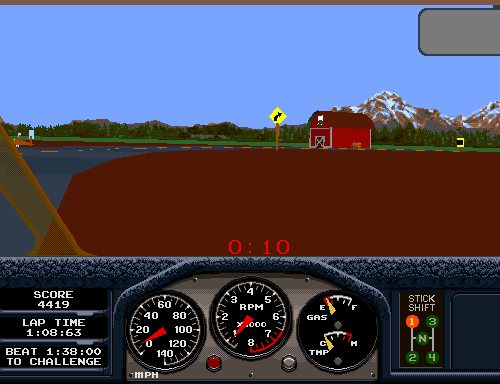 0:10
SCORE
4419
LAP TIME
1:08:63
BEAT 1:38:00
TO CHALLENGE
0 20 40 60 80 100 120 140
MPH
0 1 2 3 4 5 6 7 8
RPM
X1000
E F
GAS
C H
TMP
STICK
SHIFT
1 3
N
2 4